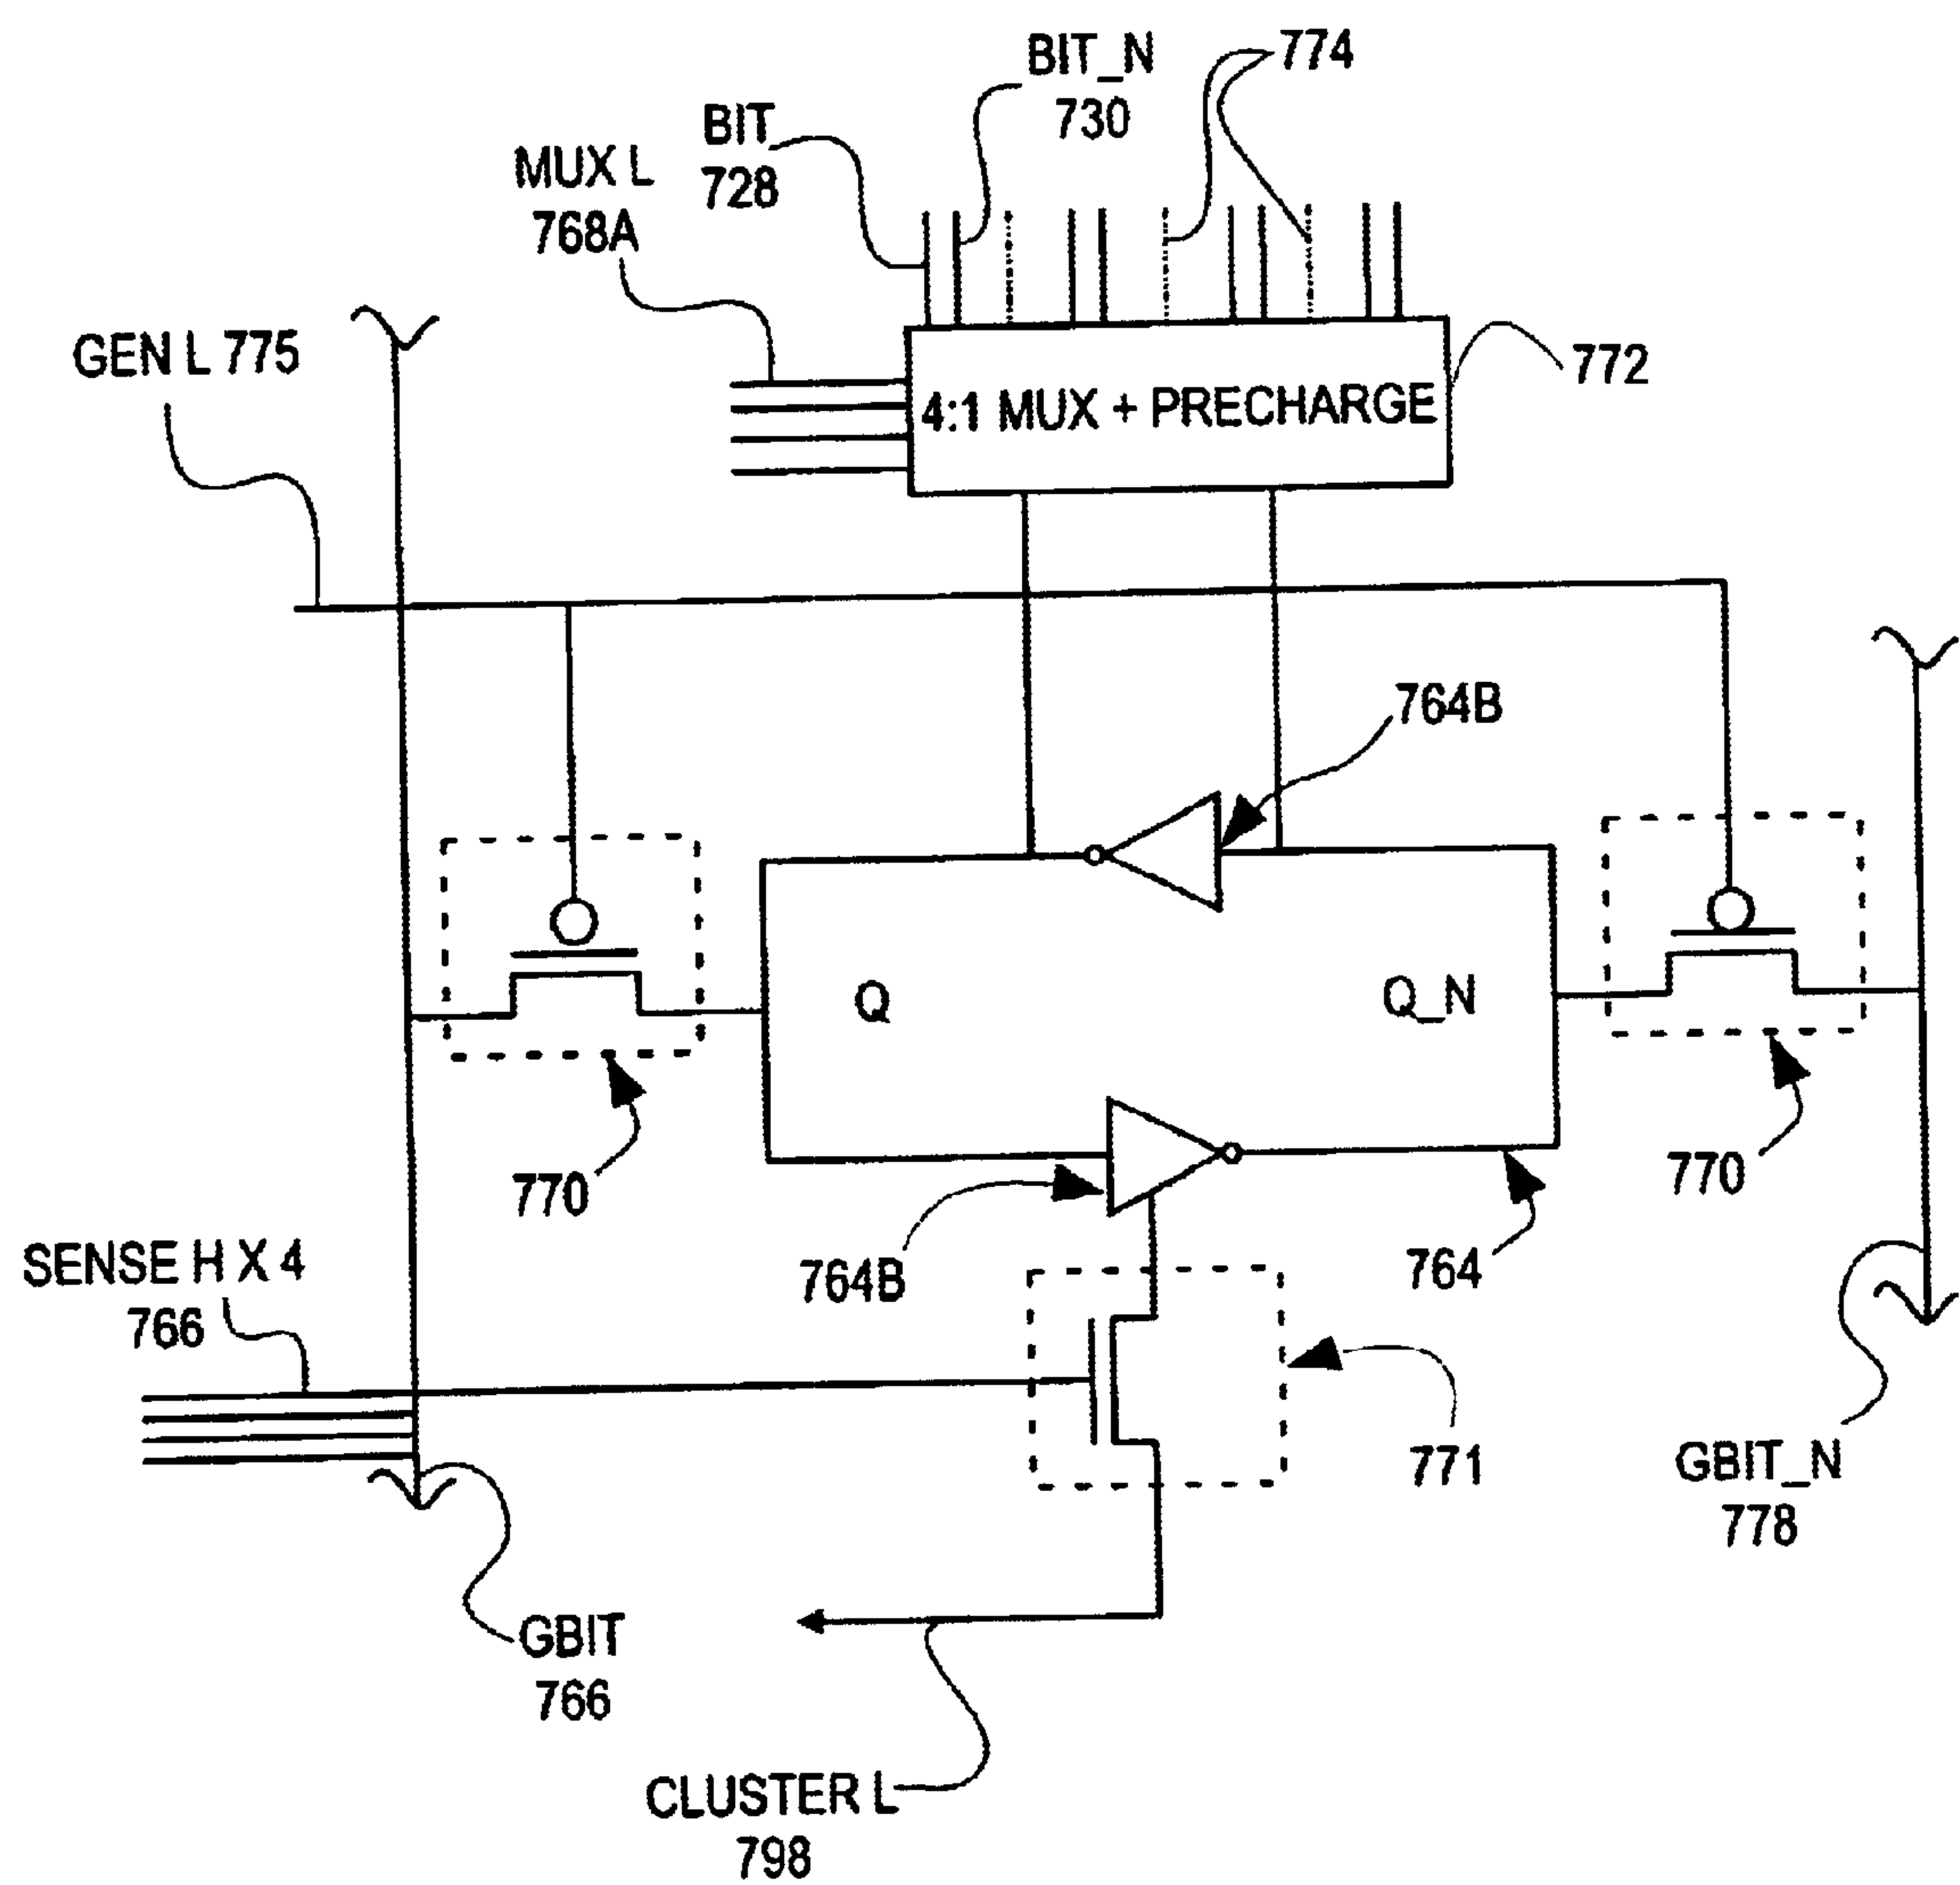 BIT_N
730
774
BIT
728
MUX L
768A
GEN L 775
772
4:1 MUX + PRECHARGE
764B
Q
Q_N
770
770
SENSE H X 4
766
764B
764
771
GBIT_N
778
GBIT
766
CLUSTER L
798